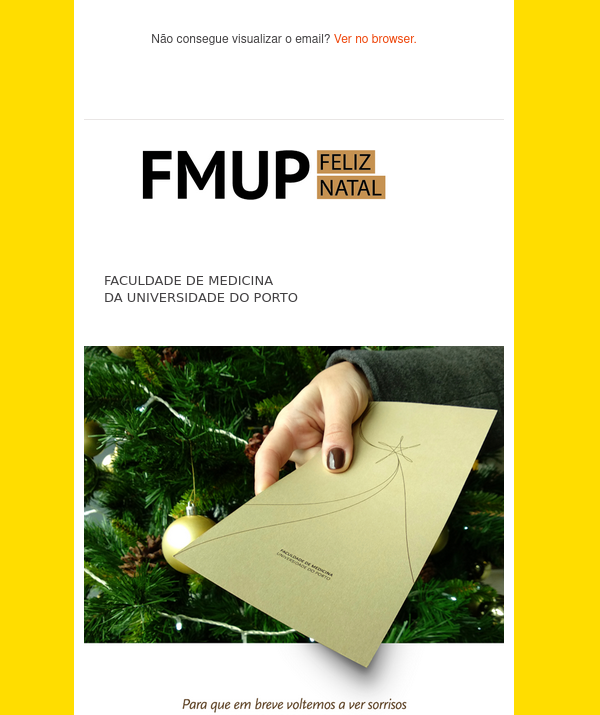 Não consegue visualizar o email? Ver no browser.
FMUP FELIZ
NATAL
FACULDADE DE MEDICINA
DA UNIVERSIDADE DO PORTO
FACULDADE DE MEDICINA
UNIVERSIDADE DO PORTO
Para que em breve voltemos a ver sorrisos